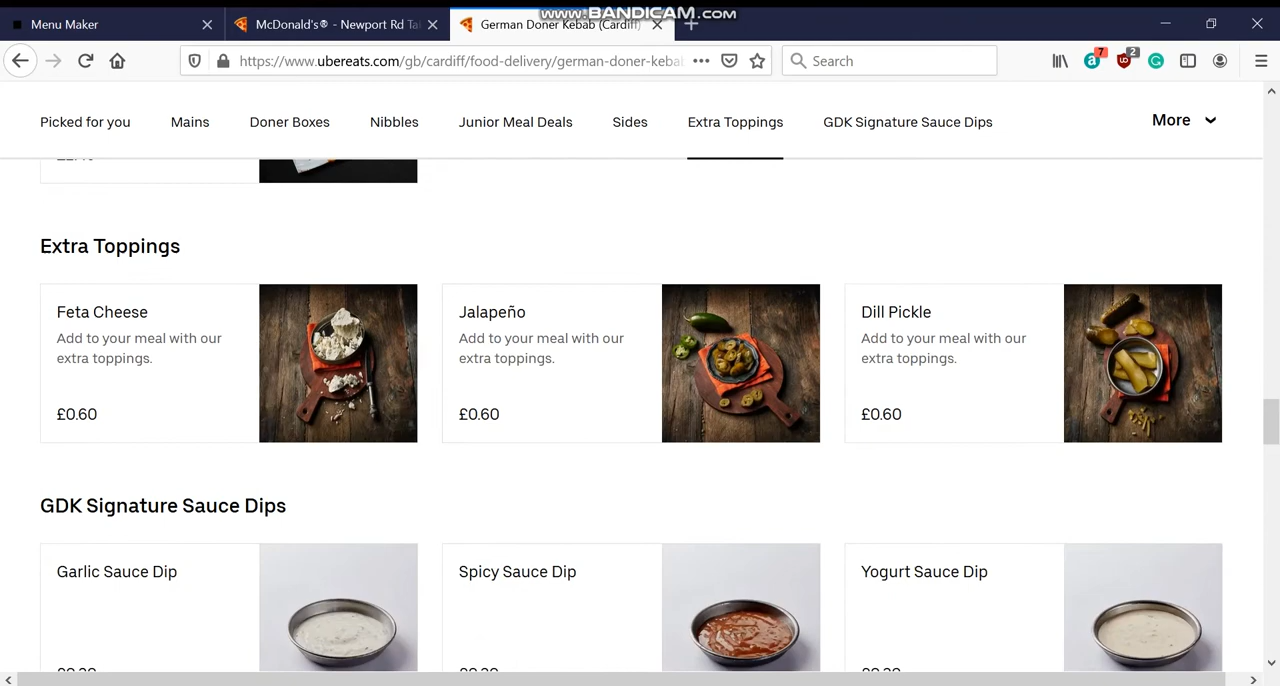 www.BANDICAM.com
Menu Maker
McDonald's® - Newport Rd Ta
German Doner Kebab (Cardiff)
https://www.ubereats.com/gb/cardiff/food-delivery/german-doner-keba
Search
7
2
Picked for you
Mains
Doner Boxes
Nibbles
Junior Meal Deals
Sides
Extra Toppings
GDK Signature Sauce Dips
More
Extra Toppings
Feta Cheese
Add to your meal with our
extra toppings.
£0.60
Jalapeño
Add to your meal with our
extra toppings.
£0.60
Dill Pickle
Add to your meal with our
extra toppings.
£0.60
GDK Signature Sauce Dips
Garlic Sauce Dip
Spicy Sauce Dip
Yogurt Sauce Dip